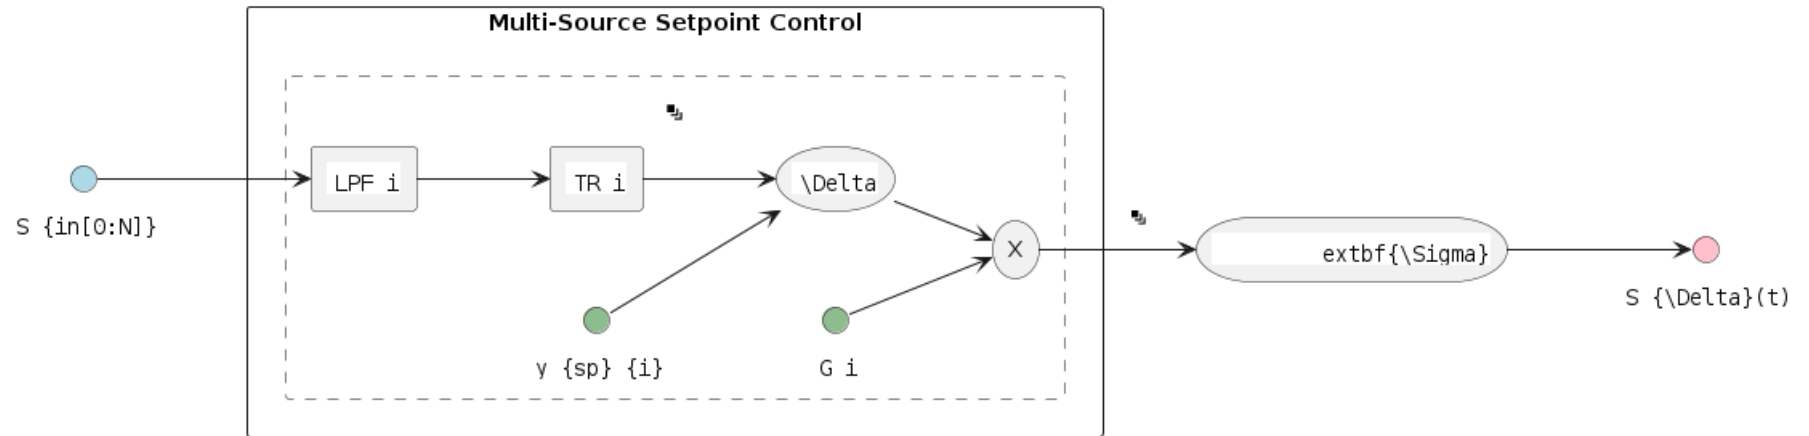 Multi-Source Setpoint Control
LPF i
TR i
\Delta
S {in[0:N]}
X
extbf{\Sigma}
S {\Delta}(t)
y {sp} {i}
G i